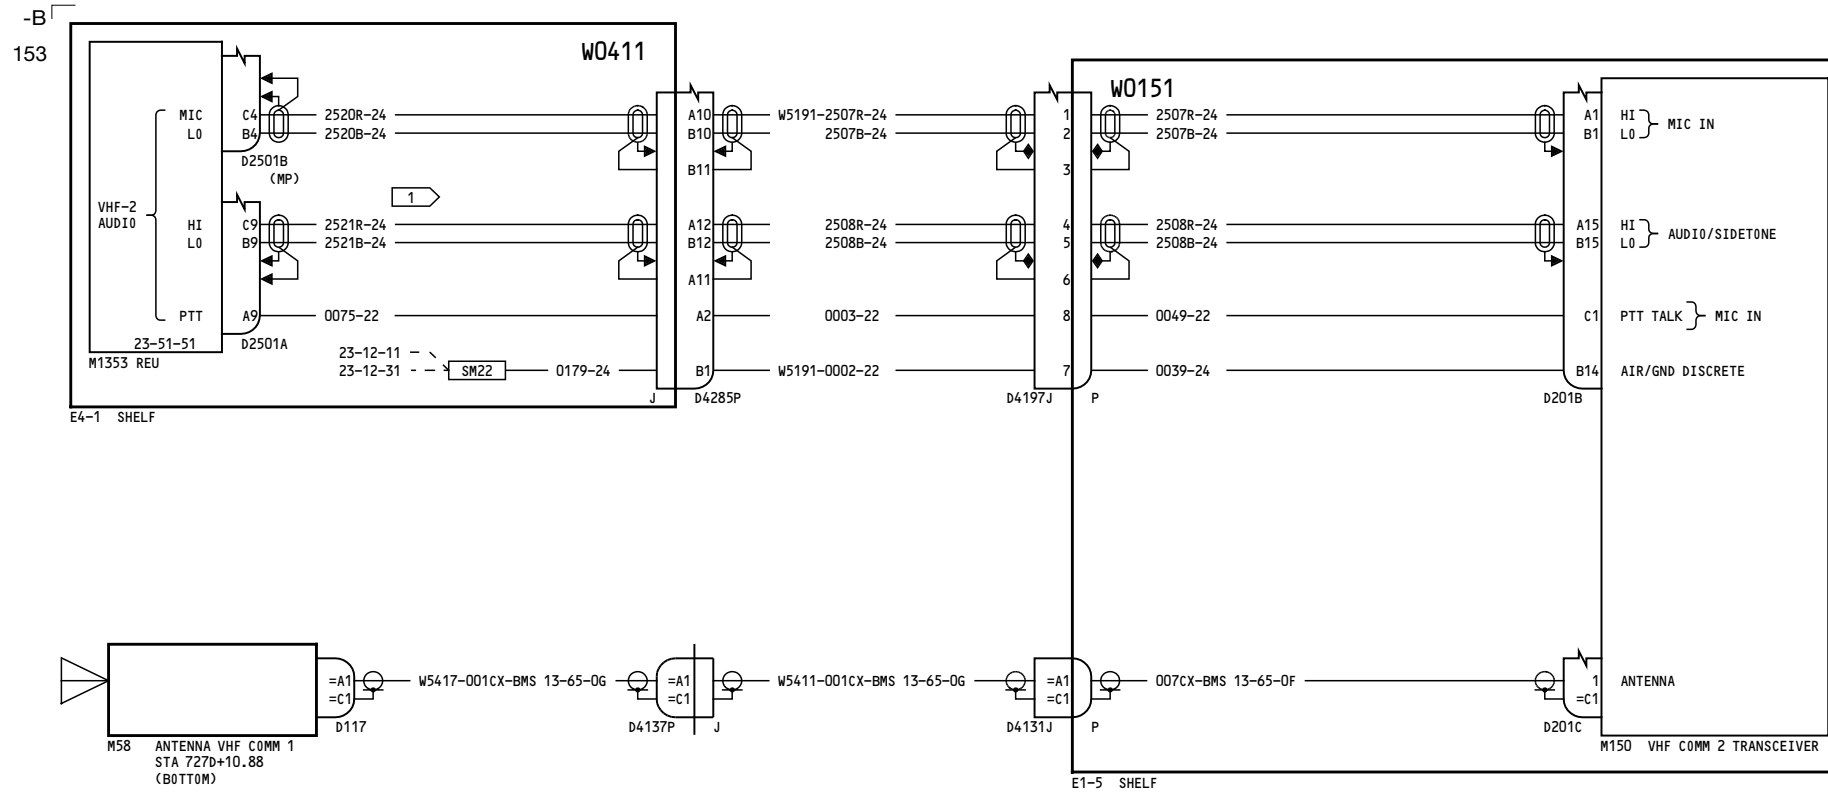 -B
153
W0411
W0151
MIC C4 2520R-24 A10 W5191-2507R-24 1 2507R-24 A1 HI
MIC IN
LO B4 2520B-24 B10 2507B-24 2 2507B-24 B1 LO
D2501B
(MP)
B11 3
1
VHF-2
AUDIO
HI C9 2521R-24 A12 2508R-24 4 2508R-24 A15 HI
AUDIO/SIDETONE
LO B9 2521B-24 B12 2508B-24 5 2508B-24 B15 LO
A11 6
PTT A9 0075-22 A2 0003-22 8 0049-22 C1 PTT TALK MIC IN
23-51-51 D2501A
M1353 REU
23-12-11
23-12-31 SM22 0179-24 B1 W5191-0002-22 7 0039-24 B14 AIR/GND DISCRETE
J D4285P D4197J P D201B
E4-1 SHELF
=A1 W5417-001CX-BMS 13-65-0G =A1 W5411-001CX-BMS 13-65-0G =A1 007CX-BMS 13-65-0F 1 ANTENNA
=C1 =C1 =C1 =C1
D117 D4137P J D4131J P D201C
M58 ANTENNA VHF COMM 1
STA 727D+10.88
(BOTTOM)
M150 VHF COMM 2 TRANSCEIVER
E1-5 SHELF